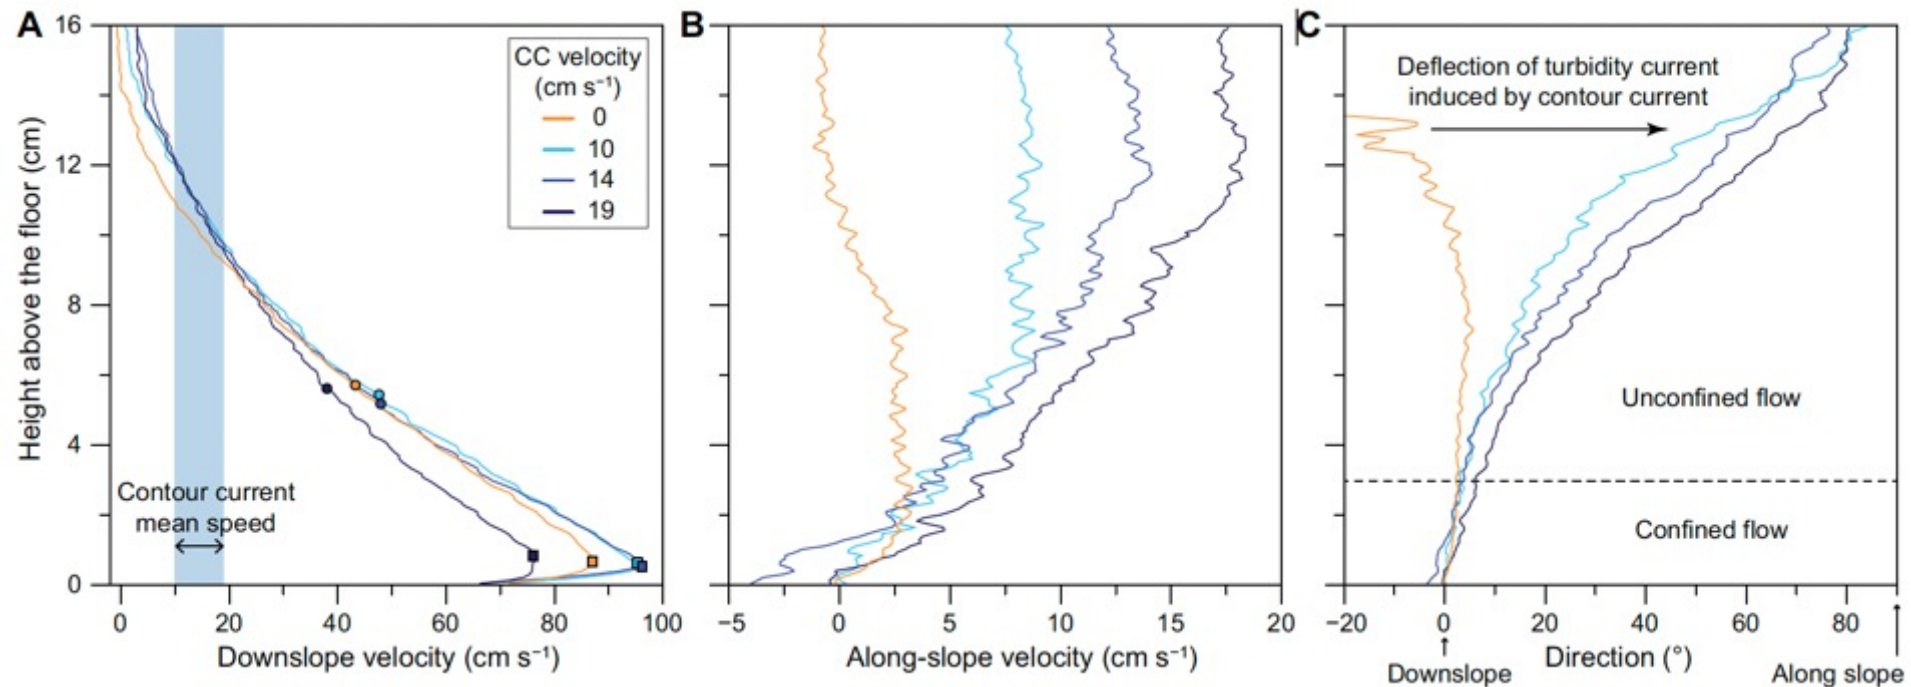 A
16
12
8
4
0
Height above the floor (cm)
CC velocity
(cm s⁻¹)
0
10
14
19
Contour current
mean speed
0 20 40 60 80 100
Downslope velocity (cm s⁻¹)
B
−5 0 5 10 15 20
Along-slope velocity (cm s⁻¹)
C
Deflection of turbidity current
induced by contour current
Unconfined flow
Confined flow
−20 0 20 40 60 80
Direction (°)
Downslope
Along slope